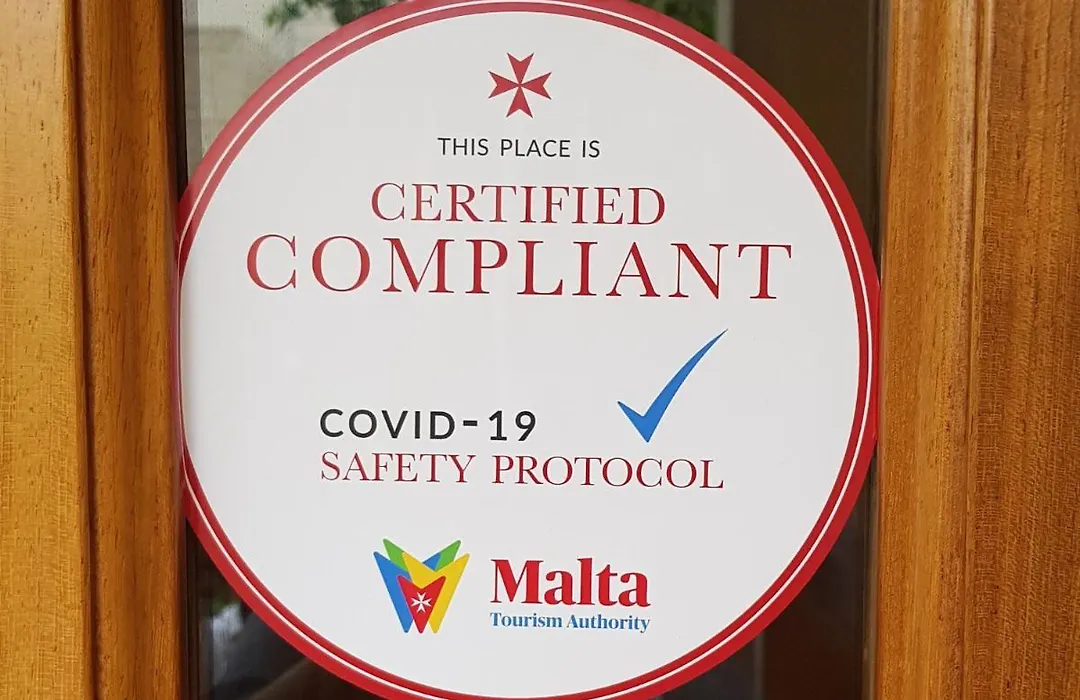 THIS PLACE IS
CERTIFIED
COMPLIANT
COVID-19
SAFETY PROTOCOL
Malta
Tourism Authority